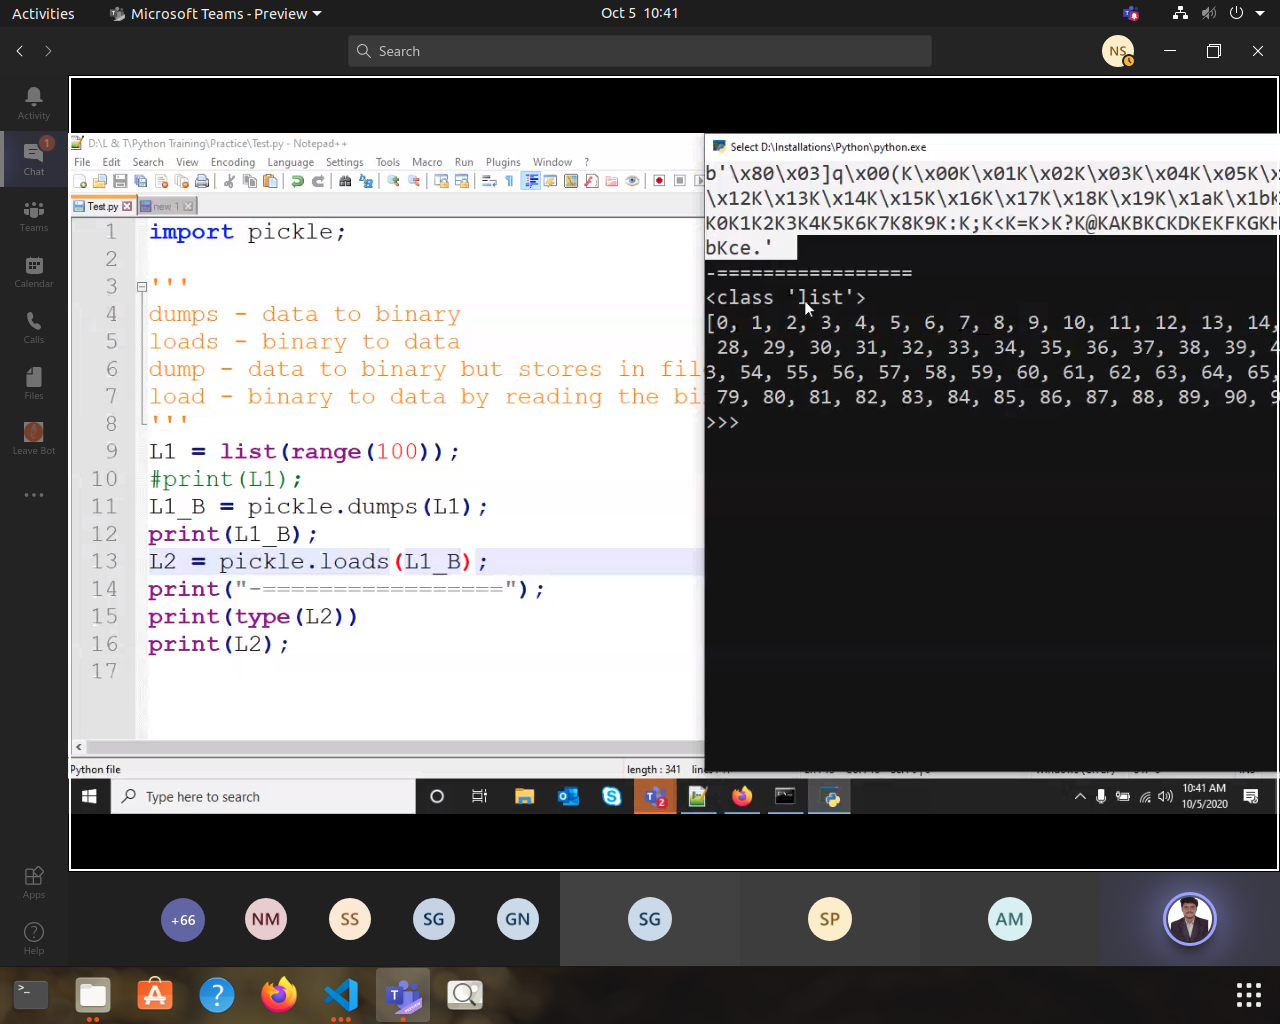 Activities
Microsoft Teams - Preview
Oct 5 10:41
Search
NS
Activity
Chat
1
Teams
Calendar
Calls
Files
Leave Bot
Apps
Help
D:\L & T\Python Training\Practice\Test.py - Notepad++
File Edit Search View Encoding Language Settings Tools Macro Run Plugins Window ?
Test.py new 1
1 import pickle;
2
3 '''
4 dumps - data to binary
5 loads - binary to data
6 dump - data to binary but stores in fil
7 load - binary to data by reading the bi
8 '''
9 L1 = list(range(100));
10 #print(L1);
11 L1_B = pickle.dumps(L1);
12 print(L1_B);
13 L2 = pickle.loads(L1_B);
14 print("-=================");
15 print(type(L2))
16 print(L2);
17
Python file length : 341
Select D:\Installations\Python\python.exe
b'\x80\x03]q\x00(K\x00K\x01K\x02K\x03K\x04K\x05K\x
\x12K\x13K\x14K\x15K\x16K\x17K\x18K\x19K\x1aK\x1bK
K0K1K2K3K4K5K6K7K8K9K:K;K<K=K>K?K@KAKBKCKDKEKFKGKH
bKce.'
-=================
<class 'list'>
[0, 1, 2, 3, 4, 5, 6, 7, 8, 9, 10, 11, 12, 13, 14,
28, 29, 30, 31, 32, 33, 34, 35, 36, 37, 38, 39, 4
3, 54, 55, 56, 57, 58, 59, 60, 61, 62, 63, 64, 65,
79, 80, 81, 82, 83, 84, 85, 86, 87, 88, 89, 90, 9
>>>
Type here to search
2
10:41 AM
10/5/2020
+66 NM SS SG GN SG SP AM